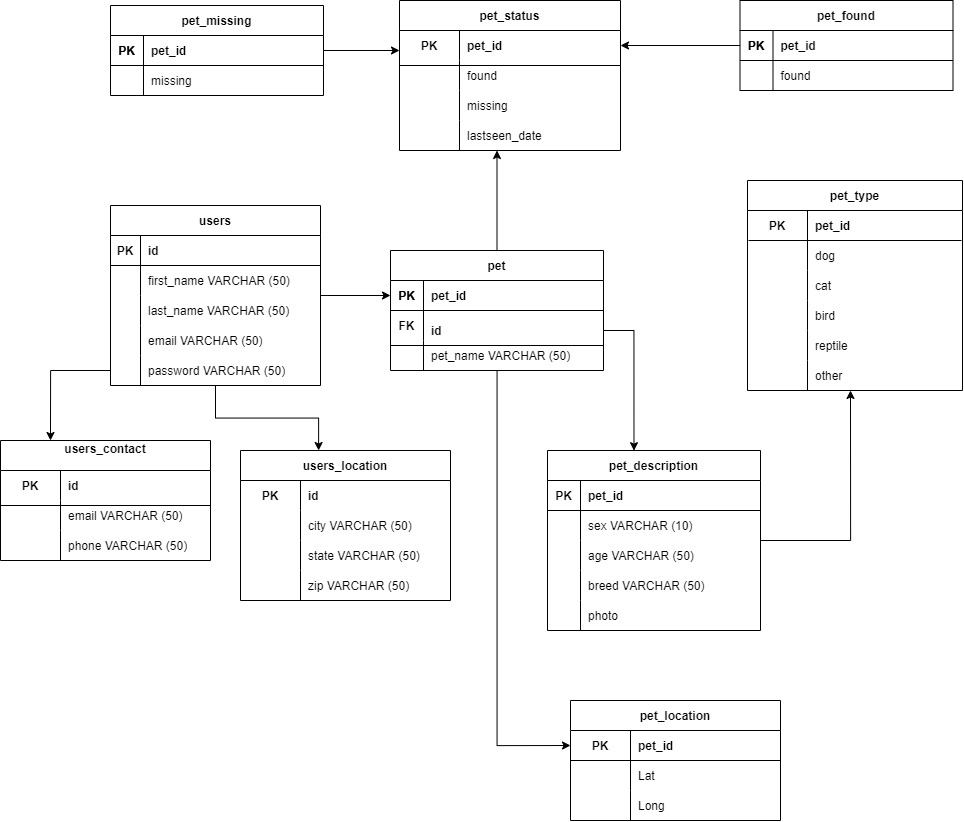 pet_missing
PK pet_id
missing
pet_status
PK pet_id
found
missing
lastseen_date
pet_found
PK pet_id
found
users
PK id
first_name VARCHAR (50)
last_name VARCHAR (50)
email VARCHAR (50)
password VARCHAR (50)
pet
PK pet_id
FK id
pet_name VARCHAR (50)
pet_type
PK pet_id
dog
cat
bird
reptile
other
users_contact
PK id
email VARCHAR (50)
phone VARCHAR (50)
users_location
PK id
city VARCHAR (50)
state VARCHAR (50)
zip VARCHAR (50)
pet_description
PK pet_id
sex VARCHAR (10)
age VARCHAR (50)
breed VARCHAR (50)
photo
pet_location
PK pet_id
Lat
Long